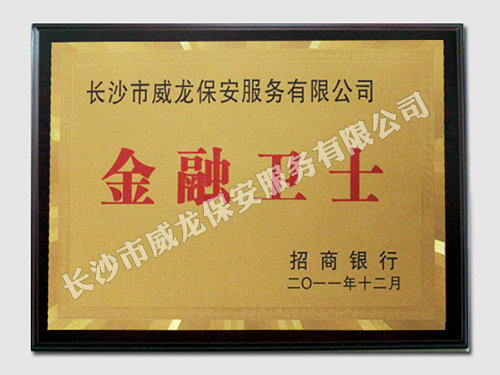 长沙市威龙保安服务有限公司
金融卫士
招商银行
二〇一一年十二月
长沙市威龙保安服务有限公司